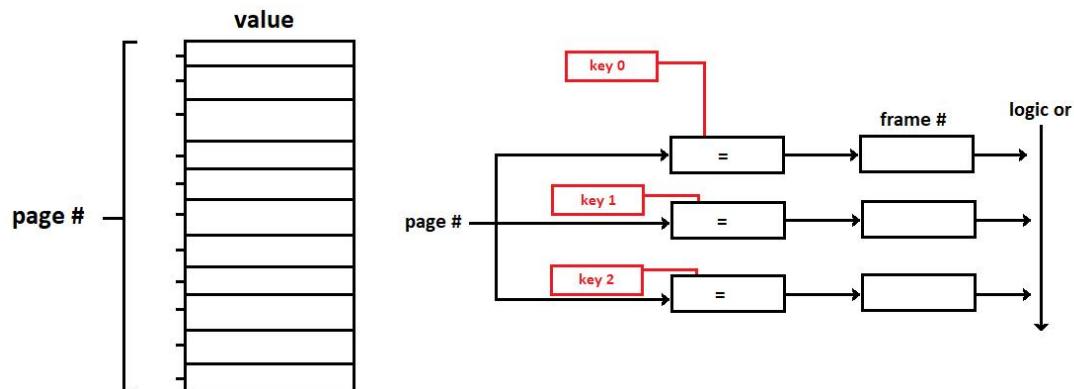 value
page #
key 0
=
frame #
logic or
key 1
page #
=
key 2
=